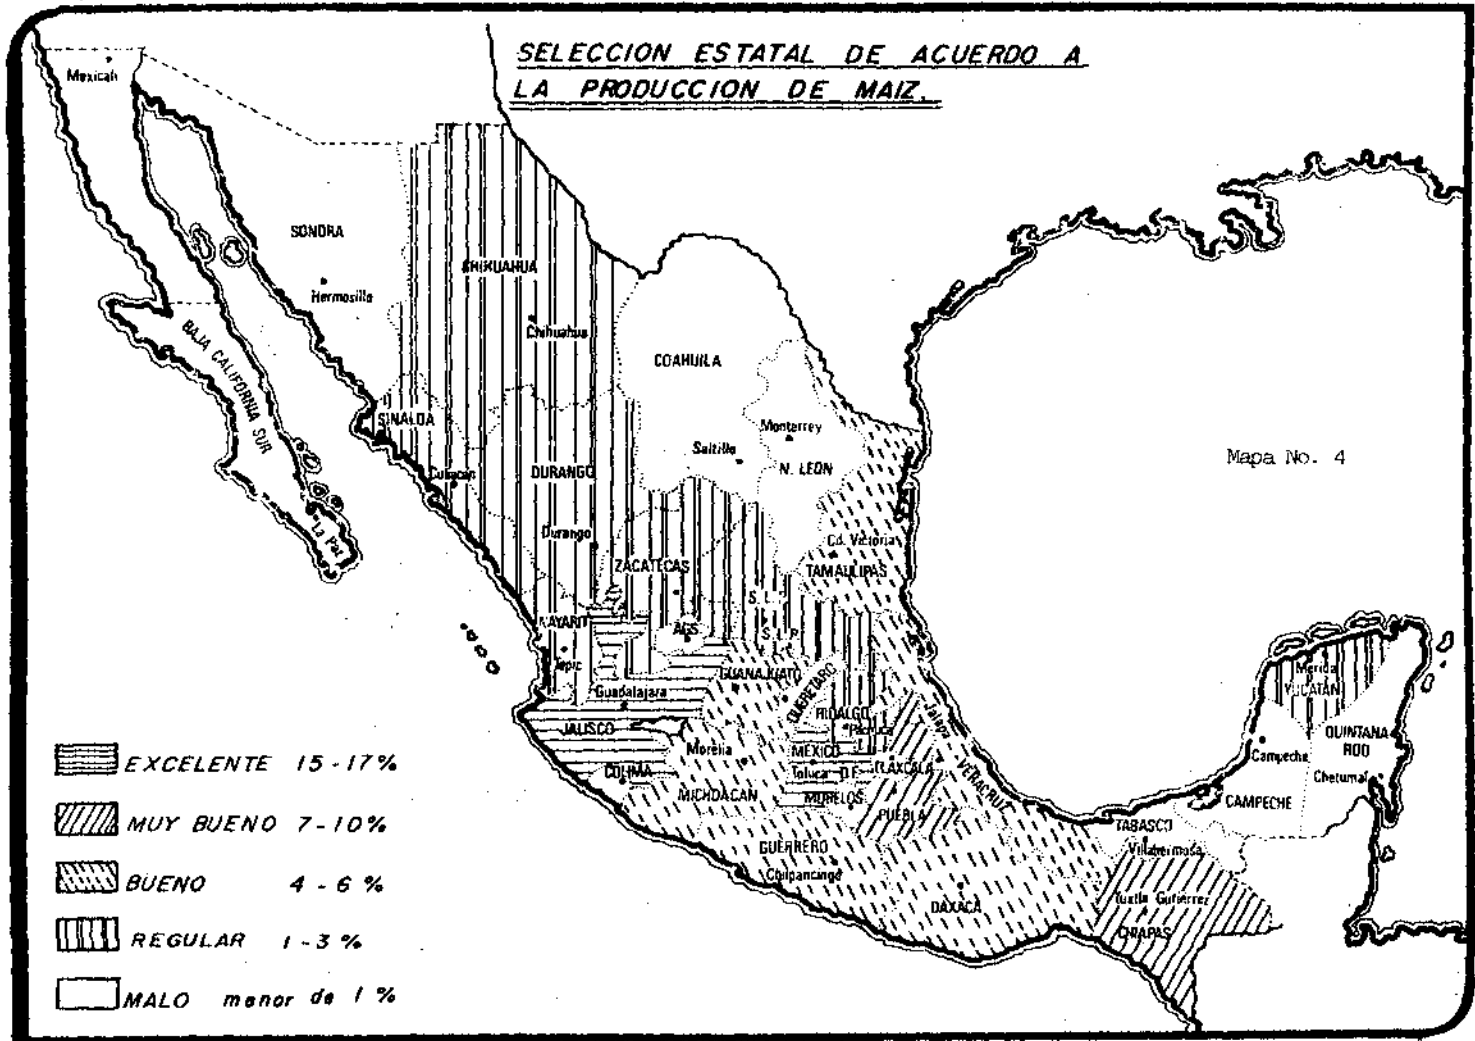 SELECCION ESTATAL DE ACUERDO A
LA PRODUCCION DE MAIZ.
Mexicali
SONORA
Hermosillo
CHIHUAHUA
Chihuahua
BAJA CALIFORNIA SUR
La Paz
COAHUILA
Saltillo
Monterrey
N. LEON
SINALOA
Culiacan
DURANGO
Durango
ZACATECAS
Cd. Victoria
TAMAULIPAS
Mapa No. 4
NAYARIT
Tepic
AGS.
S.L.P.
S.L.P.
GUANAJUATO
QUERETARO
Guadalajara
JALISCO
HIDALGO
Pachuca
Jalapa
VERACRUZ
Morelia
MEXICO
Toluca D.F.
TLAXCALA
COLIMA
MICHOACAN
MORELOS
PUEBLA
GUERRERO
Chilpancingo
OAXACA
TABASCO
Villahermosa
Tuxtla Gutierrez
CHIAPAS
Merida
YUCATAN
QUINTANA
ROO
Campeche
Chetumal
CAMPECHE
EXCELENTE 15-17%
MUY BUENO 7-10%
BUENO 4-6 %
REGULAR 1-3 %
MALO menor de 1 %